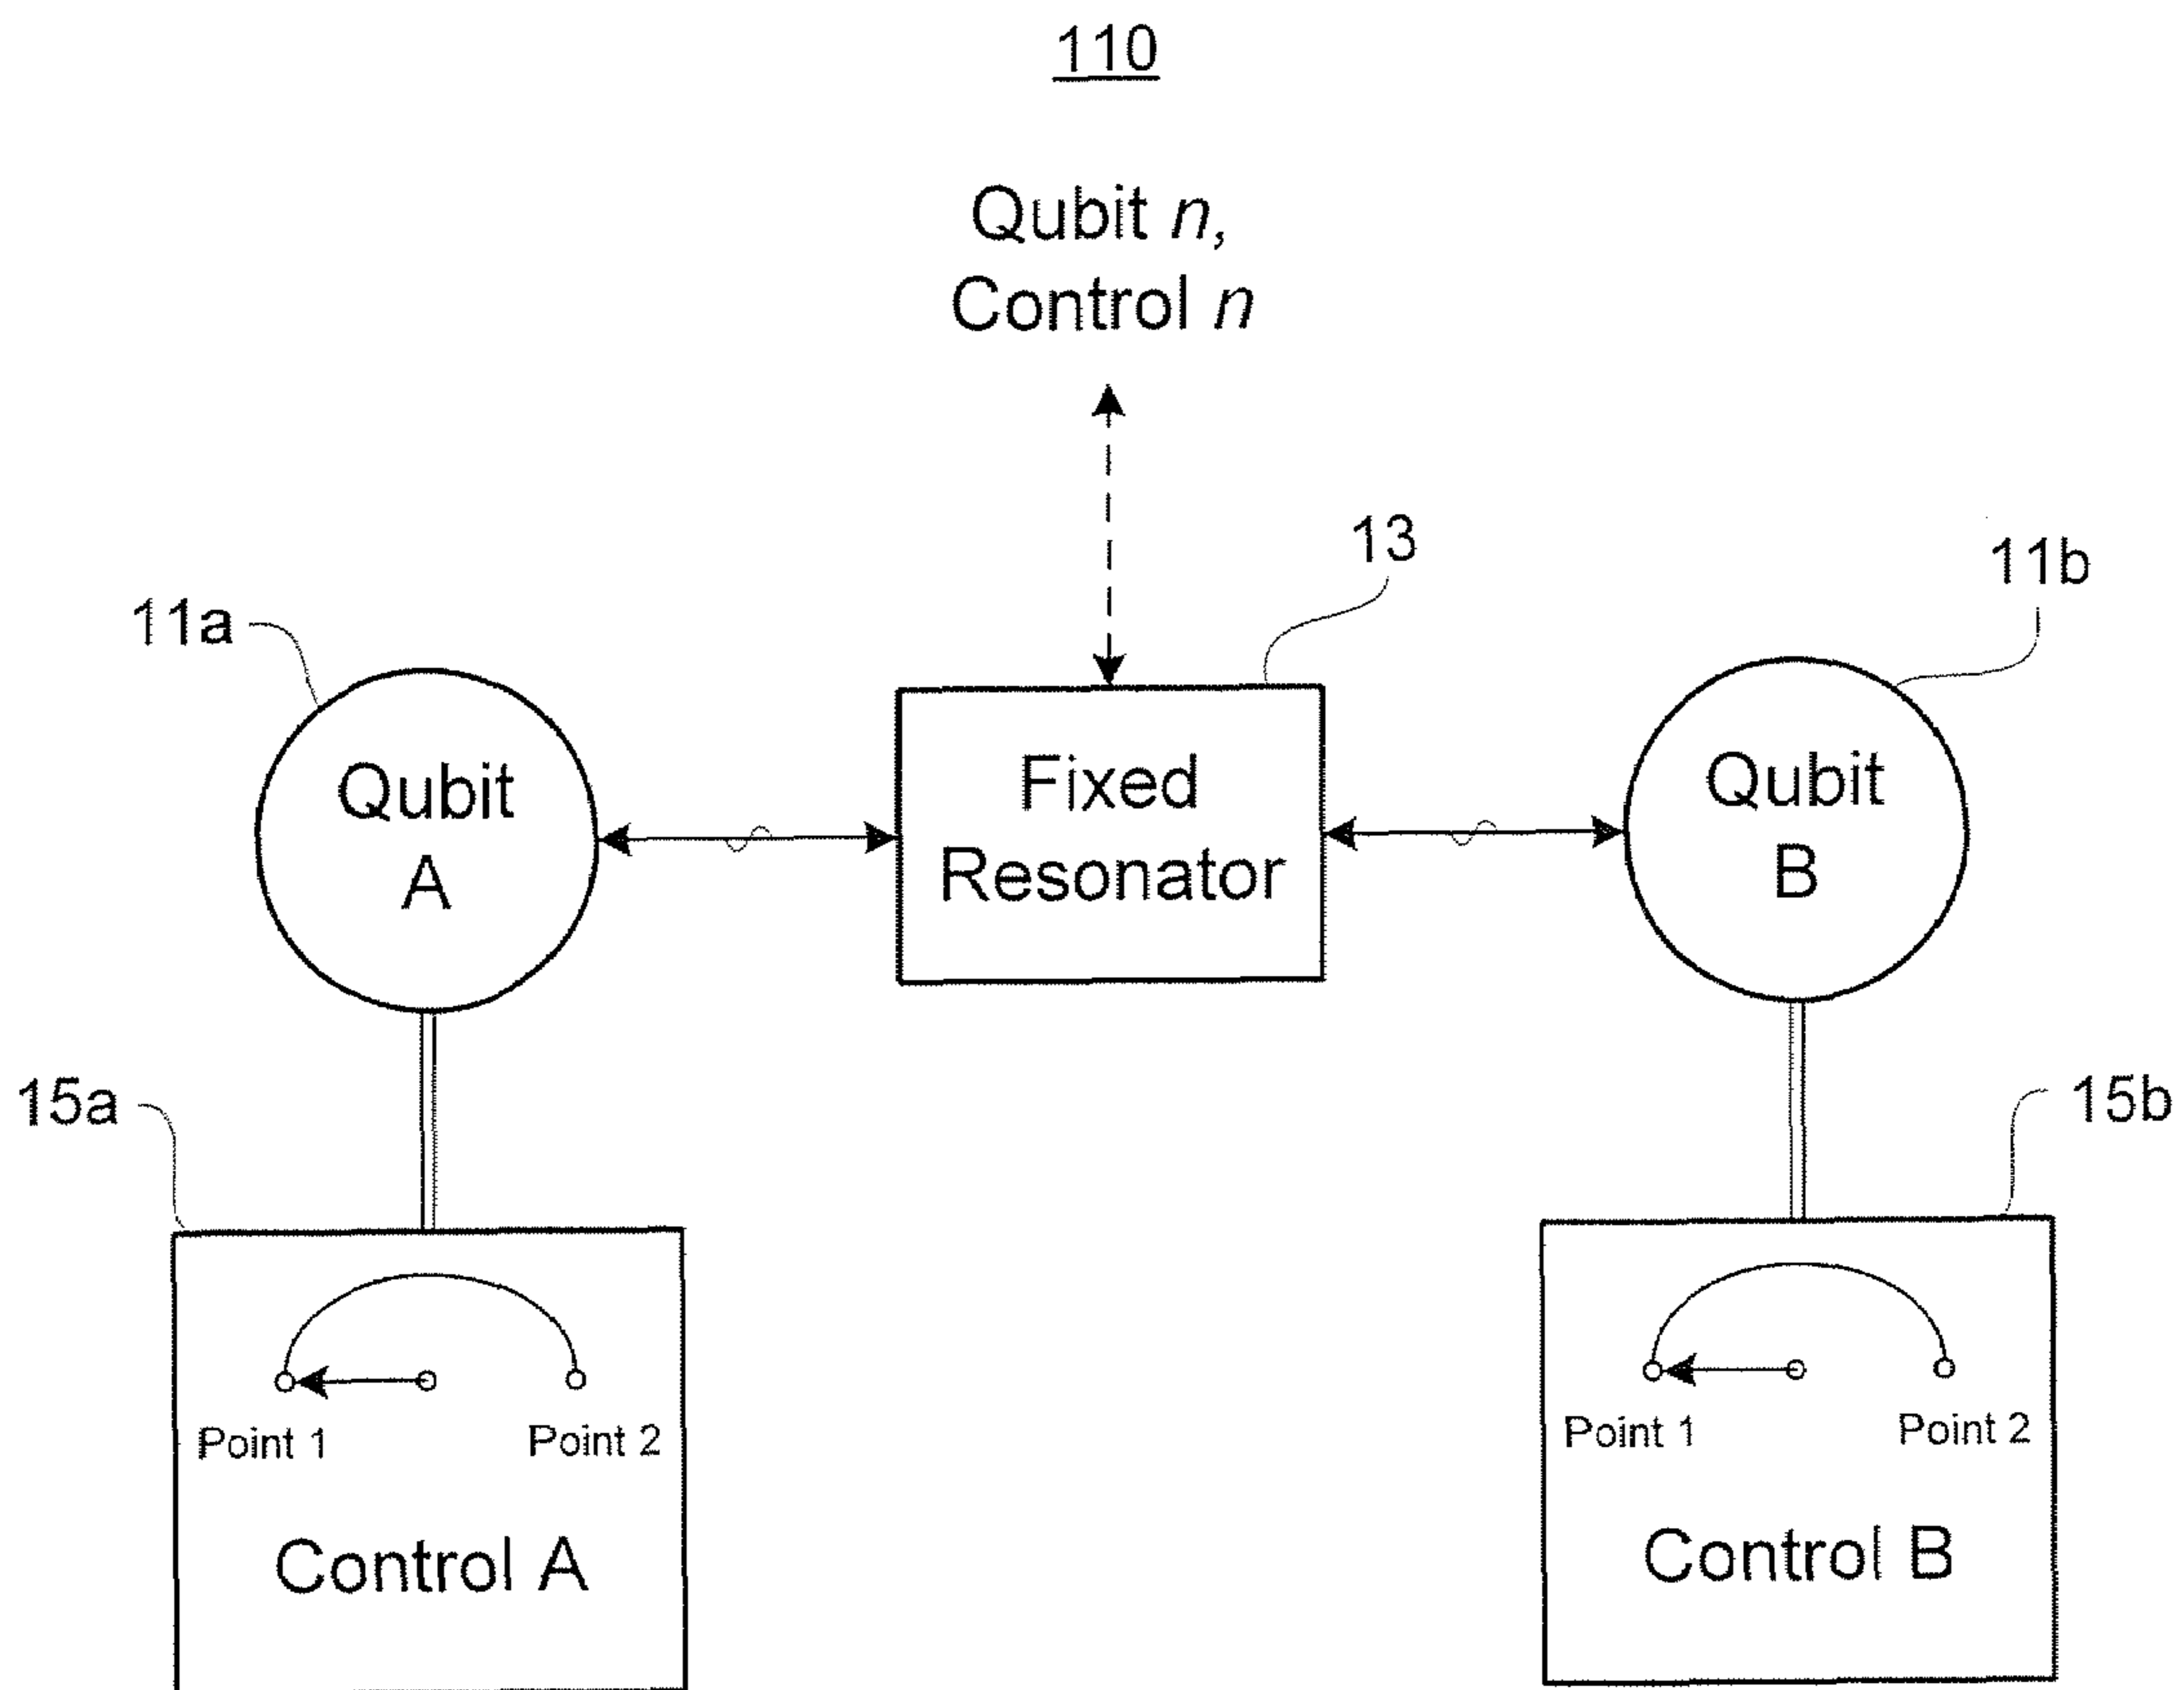 110
Qubit n,
Control n
13
11b
11a
Qubit
A
Fixed
Resonator
Qubit
B
15a
15b
Point 1
Point 2
Control A
Point 1
Point 2
Control B